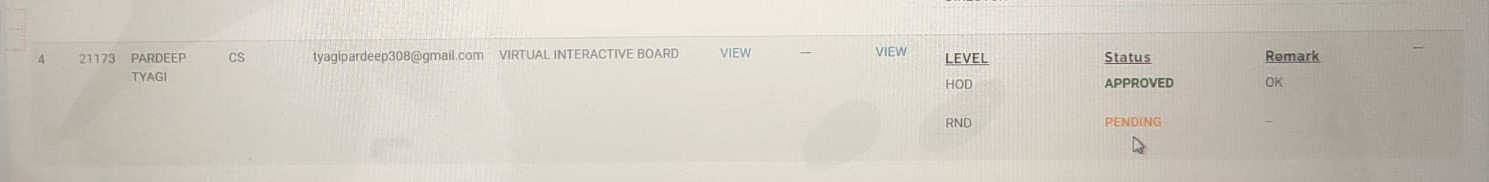 4 21173 PARDEEP CS tyagipardeep308@gmail.com VIRTUAL INTERACTIVE BOARD VIEW — VIEW LEVEL Status Remark —
TYAGI
HOD APPROVED OK
RND PENDING –